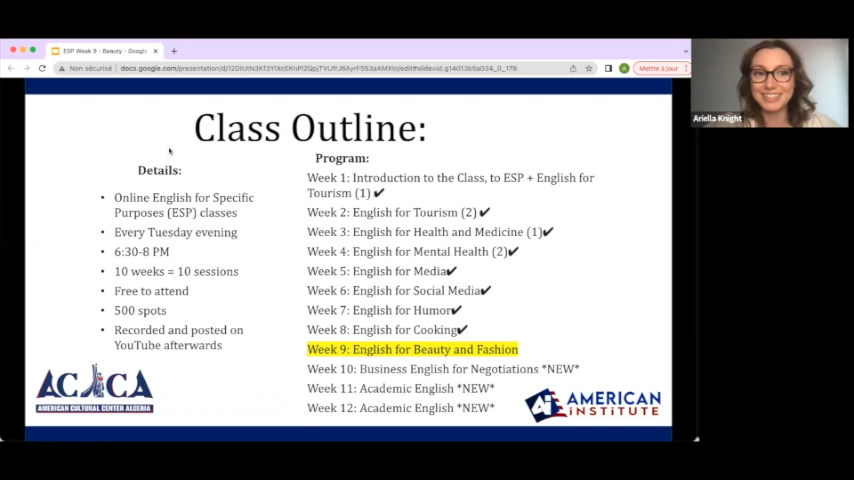 ESP Week 9 - Beauty - Google
Non sécurisé
Mettre à jour
Ariella Knight
Class Outline:
Details:
• Online English for Specific
Purposes (ESP) classes
• Every Tuesday evening
• 6:30-8 PM
• 10 weeks = 10 sessions
• Free to attend
• 500 spots
• Recorded and posted on
YouTube afterwards
Program:
Week 1: Introduction to the Class, to ESP + English for
Tourism (1) ✔
Week 2: English for Tourism (2) ✔
Week 3: English for Health and Medicine (1)✔
Week 4: English for Mental Health (2)✔
Week 5: English for Media✔
Week 6: English for Social Media✔
Week 7: English for Humor✔
Week 8: English for Cooking✔
Week 9: English for Beauty and Fashion
Week 10: Business English for Negotiations *NEW*
Week 11: Academic English *NEW*
Week 12: Academic English *NEW*
ACCA
AMERICAN CULTURAL CENTER ALGERIA
Ai AMERICAN
INSTITUTE